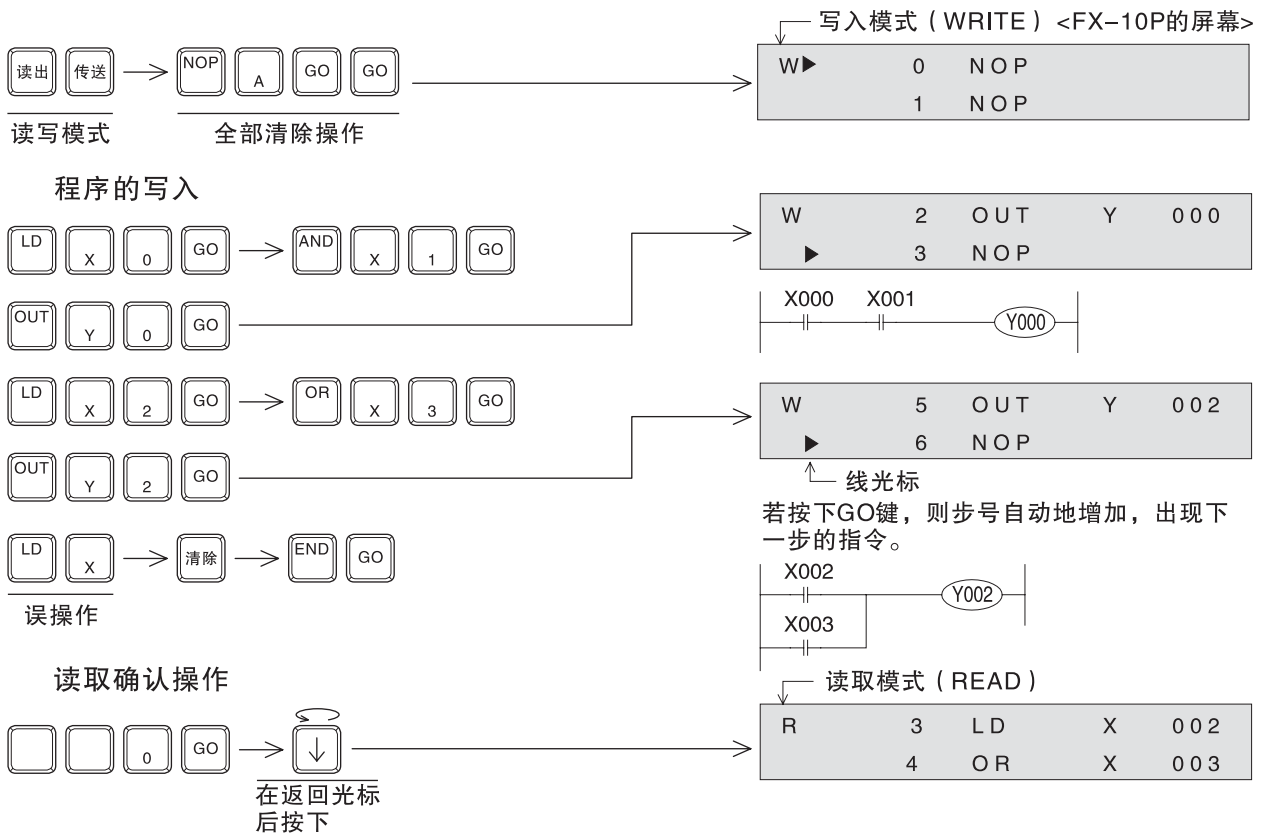 写入模式（WRITE）<FX-10P的屏幕>
读出 传送 NOP A GO GO
W▶ 0 NOP
1 NOP
读写模式 全部清除操作
程序的写入
LD X 0 GO AND X 1 GO
W 2 OUT Y 000
▶ 3 NOP
OUT Y 0 GO
X000 X001 Y000
LD X 2 GO OR X 3 GO
W 5 OUT Y 002
▶ 6 NOP
OUT Y 2 GO
线光标
若按下GO键，则步号自动地增加，出现下
一步的指令。
LD X 清除 END GO
误操作
X002 Y002
X003
读取确认操作
读取模式（READ）
0 GO ↓
R 3 LD X 002
4 OR X 003
在返回光标
后按下